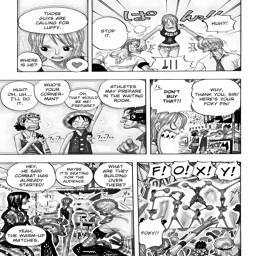 HUH?!
STOP
IT.
THOSE
GUYS ARE
CALLING FOR
LUFFY.
WHERE
IS HE?
WHY,
THANK YOU, SIR!
HERE'S YOUR
FOXY PIN!
DON'T
BUY THAT!!
ATHLETES
MAY PREPARE
IN THE WAITING
ROOM.
OH,
THAT WOULD
BE ME!
PREPARE?
WHO'S
YOUR
CORNER-
MAN?
HUH?
OH, UH...
I'LL DO
IT.
F!O!X!Y!
FOXY!!
WHAT ARE
THEY
BUILDING
OVER
THERE?
MAYBE
IT'S SEATING
FOR THE
AUDIENCE.
HEY,
HE SAID
COMBAT HAS
ALREADY
STARTED!
YEAH,
THE
WARM-UP
MATCHES.